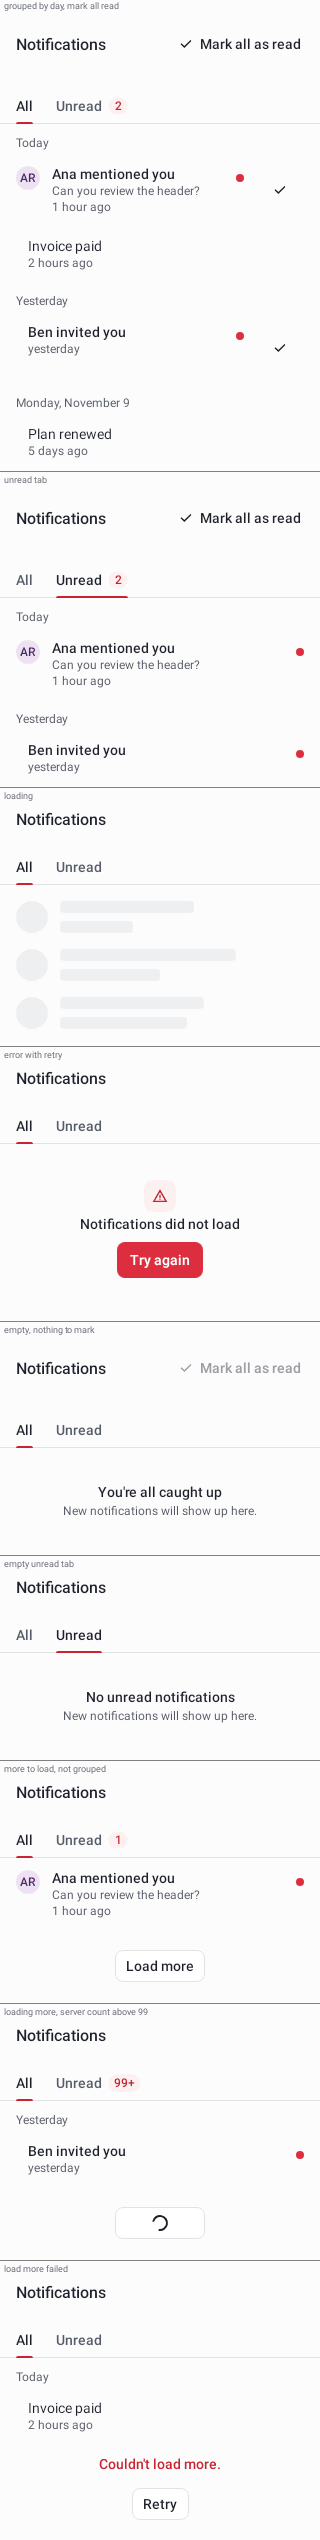 grouped by day, mark all read
Notifications
Mark all as read
All
Unread 2
Today
AR
Ana mentioned you
Can you review the header?
1 hour ago
Invoice paid
2 hours ago
Yesterday
Ben invited you
yesterday
Monday, November 9
Plan renewed
5 days ago
unread tab
Notifications
Mark all as read
All
Unread 2
Today
AR
Ana mentioned you
Can you review the header?
1 hour ago
Yesterday
Ben invited you
yesterday
loading
Notifications
All
Unread
error with retry
Notifications
All
Unread
Notifications did not load
Try again
empty, nothing to mark
Notifications
Mark all as read
All
Unread
You're all caught up
New notifications will show up here.
empty unread tab
Notifications
All
Unread
No unread notifications
New notifications will show up here.
more to load, not grouped
Notifications
All
Unread 1
AR
Ana mentioned you
Can you review the header?
1 hour ago
Load more
loading more, server count above 99
Notifications
All
Unread 99+
Yesterday
Ben invited you
yesterday
load more failed
Notifications
All
Unread
Today
Invoice paid
2 hours ago
Couldn't load more.
Retry